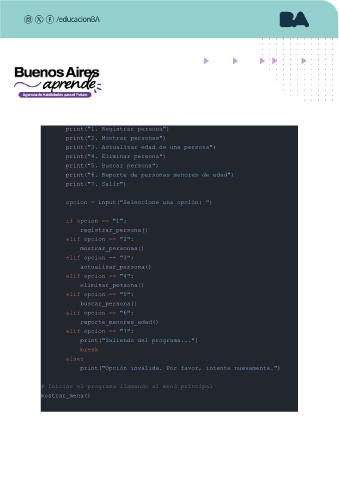 /educacionBA
BA
Buenos Aires
aprende
Agencia de Habilidades para el Futuro
print("1. Registrar persona")
print("2. Mostrar personas")
print("3. Actualizar edad de una persona")
print("4. Eliminar persona")
print("5. Buscar persona")
print("6. Reporte de personas menores de edad")
print("7. Salir")
opcion = input("Seleccione una opción: ")
if opcion == "1":
registrar_persona()
elif opcion == "2":
mostrar_personas()
elif opcion == "3":
actualizar_persona()
elif opcion == "4":
eliminar_persona()
elif opcion == "5":
buscar_persona()
elif opcion == "6":
reporte_menores_edad()
elif opcion == "7":
print("Saliendo del programa...")
break
else:
print("Opción inválida. Por favor, intente nuevamente.")
# Iniciar el programa llamando al menú principal
mostrar_menu()